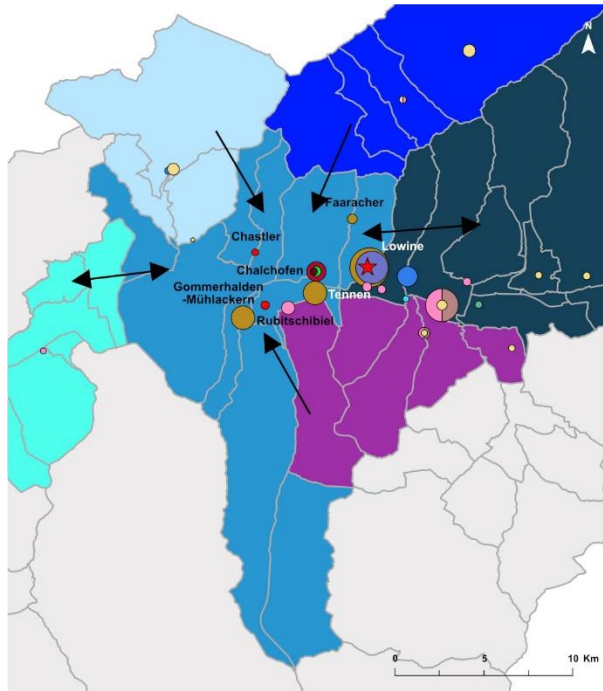 N
Faaracher
Chastler
Lowine
Chalchofen
Gommerhalden
-Mühlackern
Tennen
Rubitschibiel
0 5 10 Km